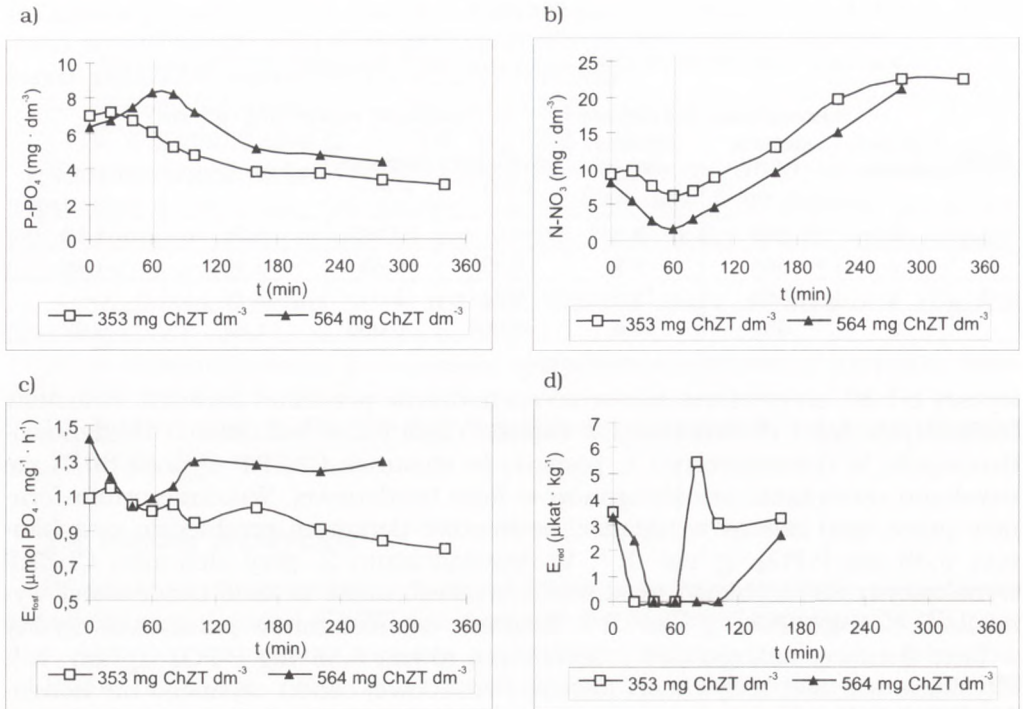 a)
P-PO₄ (mg · dm⁻³)
10
8
6
4
2
0
0 60 120 180 240 300 360
t (min)
353 mg ChZT dm⁻³ 564 mg ChZT dm⁻³
b)
N-NO₃ (mg · dm⁻³)
25
20
15
10
5
0
0 60 120 180 240 300 360
t (min)
353 mg ChZT dm⁻³ 564 mg ChZT dm⁻³
c)
E fosf (µmol PO₄ · mg⁻¹ · h⁻¹)
1,5
1,3
1,1
0,9
0,7
0,5
0 60 120 180 240 300 360
t (min)
353 mg ChZT dm⁻³ 564 mg ChZT dm⁻³
d)
E red (µkat · kg⁻¹)
7
6
5
4
3
2
1
0
0 60 120 180 240 300 360
t (min)
353 mg ChZT dm⁻³ 564 mg ChZT dm⁻³